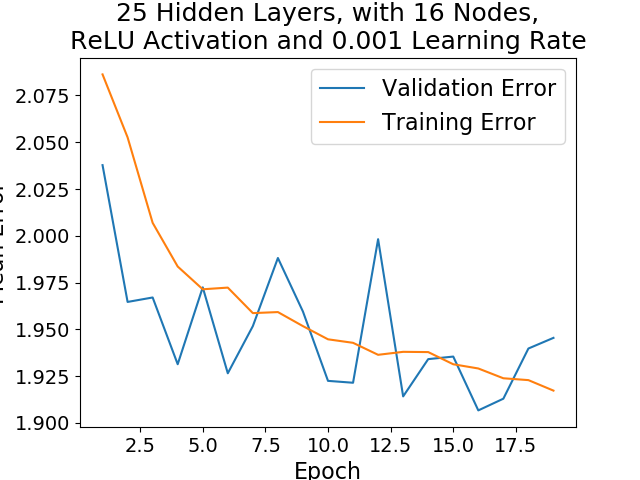 25 Hidden Layers, with 16 Nodes,
ReLU Activation and 0.001 Learning Rate
Validation Error
Training Error
2.075
2.050
2.025
2.000
1.975
1.950
1.925
1.900
2.5 5.0 7.5 10.0 12.5 15.0 17.5
Epoch